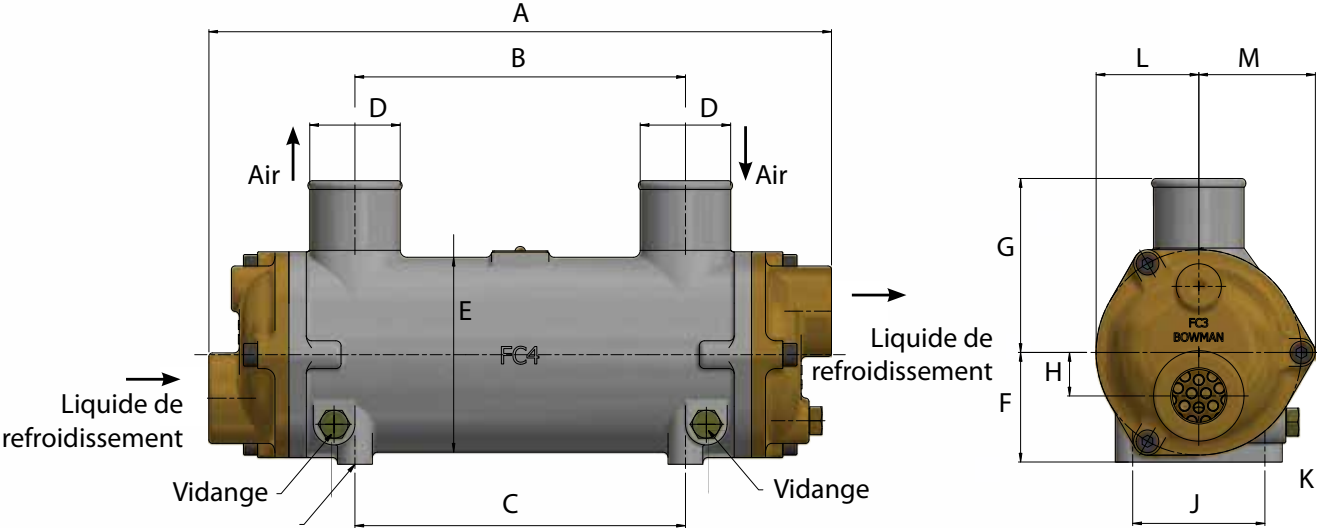 A
B
D
D
Air
Air
E
FC4
Liquide de
refroidissement
Liquide de
refroidissement
Vidange
Vidange
C
L
M
G
FC3
BOWMAN
H
F
K
J